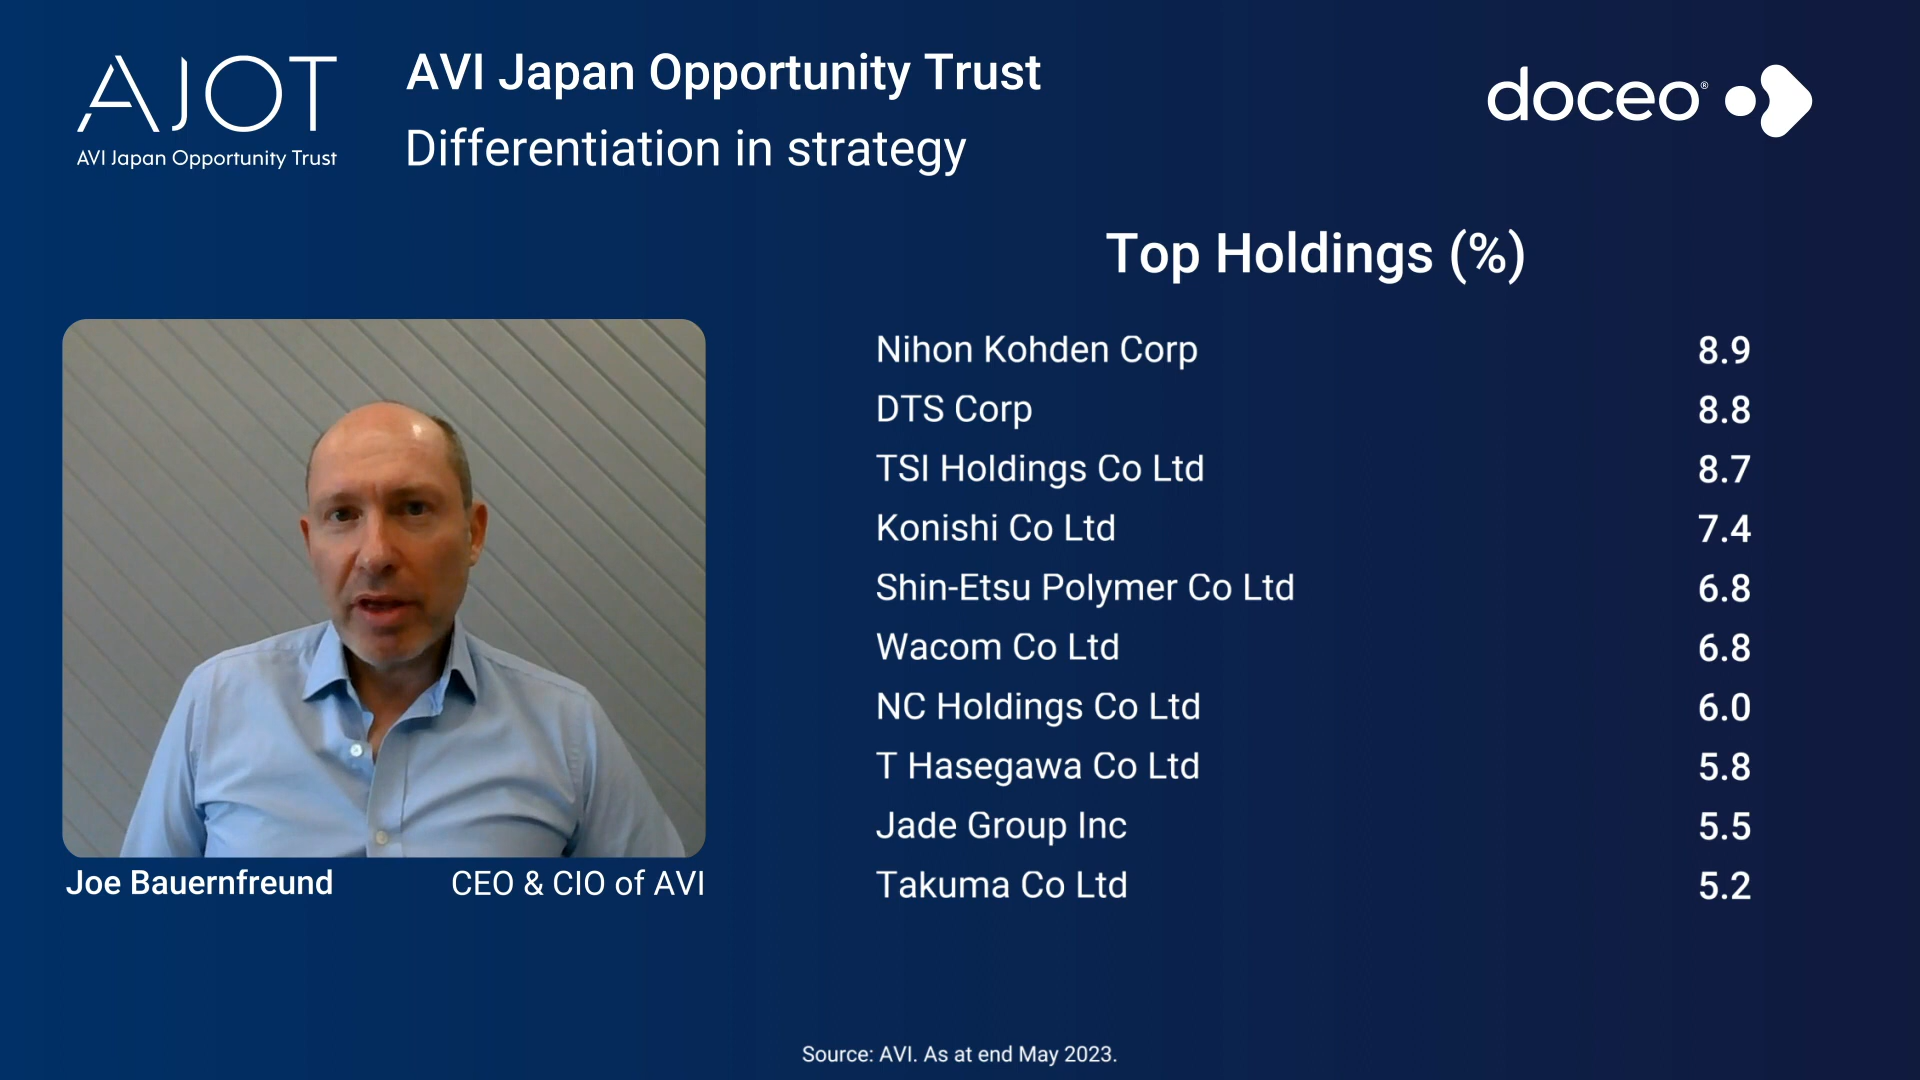 AJOT
AVI Japan Opportunity Trust
AVI Japan Opportunity Trust
Differentiation in strategy
doceo®
Top Holdings (%)
Nihon Kohden Corp 8.9
DTS Corp 8.8
TSI Holdings Co Ltd 8.7
Konishi Co Ltd 7.4
Shin-Etsu Polymer Co Ltd 6.8
Wacom Co Ltd 6.8
NC Holdings Co Ltd 6.0
T Hasegawa Co Ltd 5.8
Jade Group Inc 5.5
Takuma Co Ltd 5.2
Joe Bauernfreund CEO & CIO of AVI
Source: AVI. As at end May 2023.